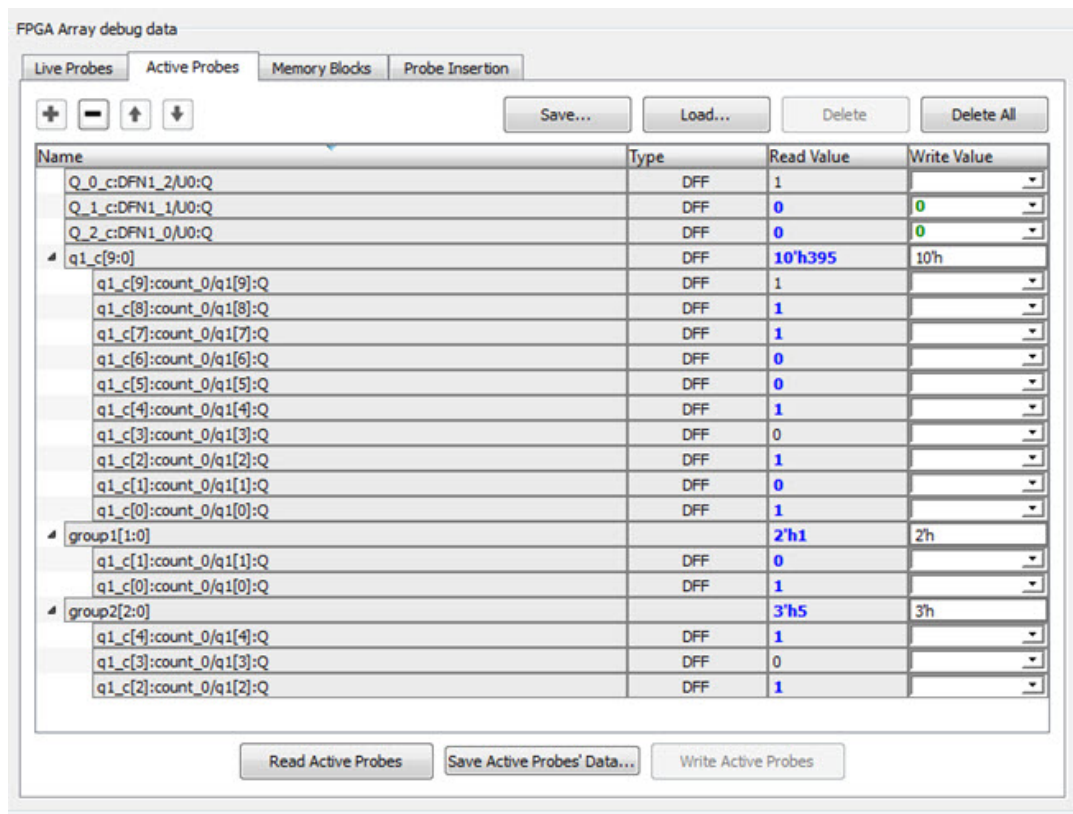 FPGA Array debug data
Live Probes Active Probes Memory Blocks Probe Insertion
Save... Load... Delete Delete All
Name Type Read Value Write Value
Q_0_c:DFN1_2/U0:Q DFF 1
Q_1_c:DFN1_1/U0:Q DFF 0 0
Q_2_c:DFN1_0/U0:Q DFF 0 0
q1_c[9:0] DFF 10'h395 10'h
q1_c[9]:count_0/q1[9]:Q DFF 1
q1_c[8]:count_0/q1[8]:Q DFF 1
q1_c[7]:count_0/q1[7]:Q DFF 1
q1_c[6]:count_0/q1[6]:Q DFF 0
q1_c[5]:count_0/q1[5]:Q DFF 0
q1_c[4]:count_0/q1[4]:Q DFF 1
q1_c[3]:count_0/q1[3]:Q DFF 0
q1_c[2]:count_0/q1[2]:Q DFF 1
q1_c[1]:count_0/q1[1]:Q DFF 0
q1_c[0]:count_0/q1[0]:Q DFF 1
group1[1:0] 2'h1 2'h
q1_c[1]:count_0/q1[1]:Q DFF 0
q1_c[0]:count_0/q1[0]:Q DFF 1
group2[2:0] 3'h5 3'h
q1_c[4]:count_0/q1[4]:Q DFF 1
q1_c[3]:count_0/q1[3]:Q DFF 0
q1_c[2]:count_0/q1[2]:Q DFF 1
Read Active Probes Save Active Probes' Data... Write Active Probes